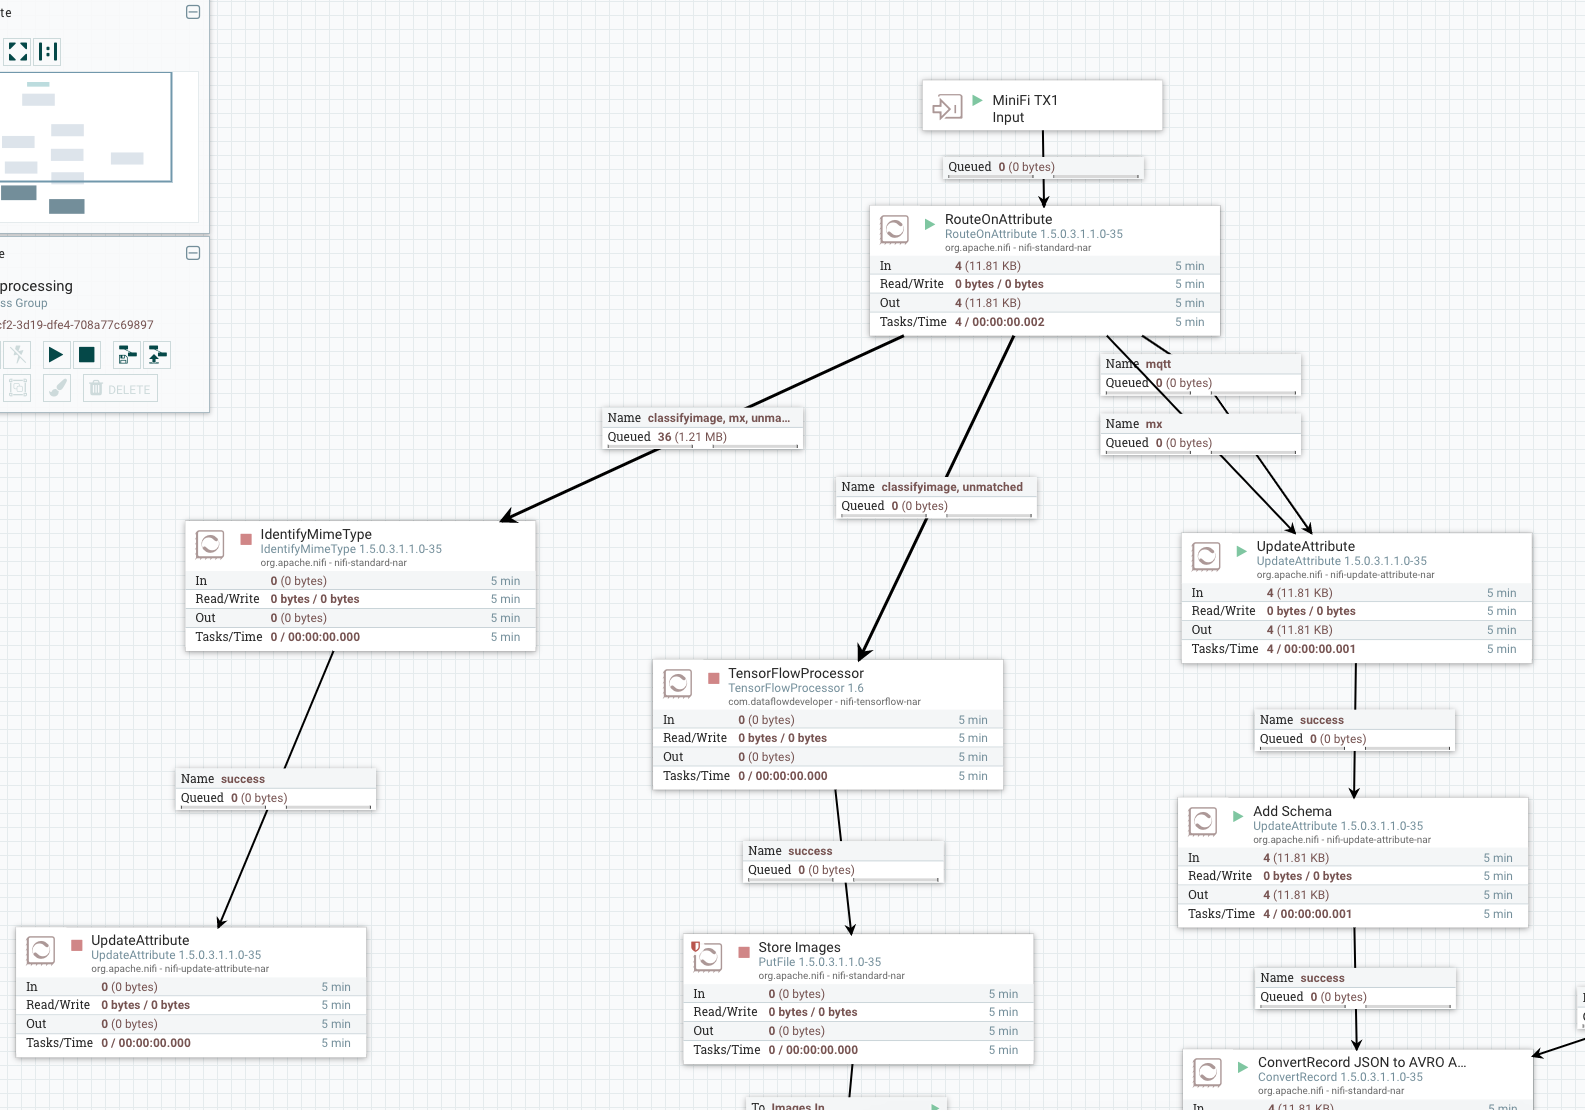 te
e
processing
ss Group
cf2-3d19-dfe4-708a77c69897
DELETE
MiniFi TX1
Input
Queued 0 (0 bytes)
RouteOnAttribute
RouteOnAttribute 1.5.0.3.1.1.0-35
org.apache.nifi - nifi-standard-nar
In 4 (11.81 KB) 5 min
Read/Write 0 bytes / 0 bytes 5 min
Out 4 (11.81 KB) 5 min
Tasks/Time 4 / 00:00:00.002 5 min
Name mqtt
Queued 0 (0 bytes)
Name classifyimage, mx, unma...
Queued 36 (1.21 MB)
Name mx
Queued 0 (0 bytes)
Name classifyimage, unmatched
Queued 0 (0 bytes)
IdentifyMimeType
IdentifyMimeType 1.5.0.3.1.1.0-35
org.apache.nifi - nifi-standard-nar
In 0 (0 bytes) 5 min
Read/Write 0 bytes / 0 bytes 5 min
Out 0 (0 bytes) 5 min
Tasks/Time 0 / 00:00:00.000 5 min
UpdateAttribute
UpdateAttribute 1.5.0.3.1.1.0-35
org.apache.nifi - nifi-update-attribute-nar
In 4 (11.81 KB) 5 min
Read/Write 0 bytes / 0 bytes 5 min
Out 4 (11.81 KB) 5 min
Tasks/Time 4 / 00:00:00.001 5 min
TensorFlowProcessor
TensorFlowProcessor 1.6
com.dataflowdeveloper - nifi-tensorflow-nar
In 0 (0 bytes) 5 min
Read/Write 0 bytes / 0 bytes 5 min
Out 0 (0 bytes) 5 min
Tasks/Time 0 / 00:00:00.000 5 min
Name success
Queued 0 (0 bytes)
Name success
Queued 0 (0 bytes)
Add Schema
UpdateAttribute 1.5.0.3.1.1.0-35
org.apache.nifi - nifi-update-attribute-nar
In 4 (11.81 KB) 5 min
Read/Write 0 bytes / 0 bytes 5 min
Out 4 (11.81 KB) 5 min
Tasks/Time 4 / 00:00:00.001 5 min
Name success
Queued 0 (0 bytes)
UpdateAttribute
UpdateAttribute 1.5.0.3.1.1.0-35
org.apache.nifi - nifi-update-attribute-nar
In 0 (0 bytes) 5 min
Read/Write 0 bytes / 0 bytes 5 min
Out 0 (0 bytes) 5 min
Tasks/Time 0 / 00:00:00.000 5 min
Store Images
PutFile 1.5.0.3.1.1.0-35
org.apache.nifi - nifi-standard-nar
In 0 (0 bytes) 5 min
Read/Write 0 bytes / 0 bytes 5 min
Out 0 (0 bytes) 5 min
Tasks/Time 0 / 00:00:00.000 5 min
Name success
Queued 0 (0 bytes)
ConvertRecord JSON to AVRO A...
ConvertRecord 1.5.0.3.1.1.0-35
org.apache.nifi - nifi-standard-nar
In 4 (11.81 KB) 5 min
To Images In